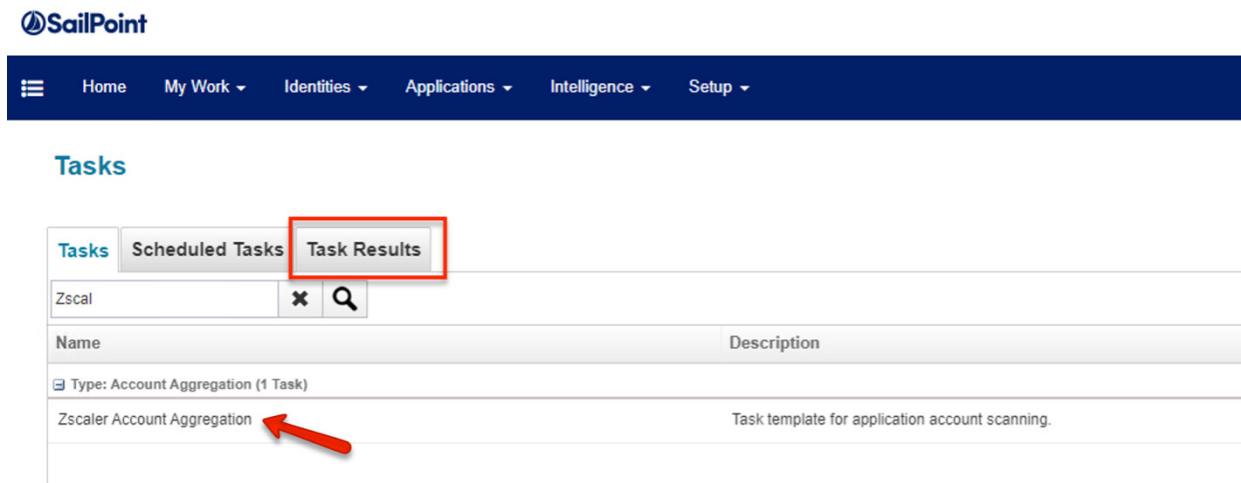 SailPoint
Home My Work Identities Applications Intelligence Setup
Tasks
Tasks Scheduled Tasks Task Results
Zscal
Name Description
Type: Account Aggregation (1 Task)
Zscaler Account Aggregation Task template for application account scanning.